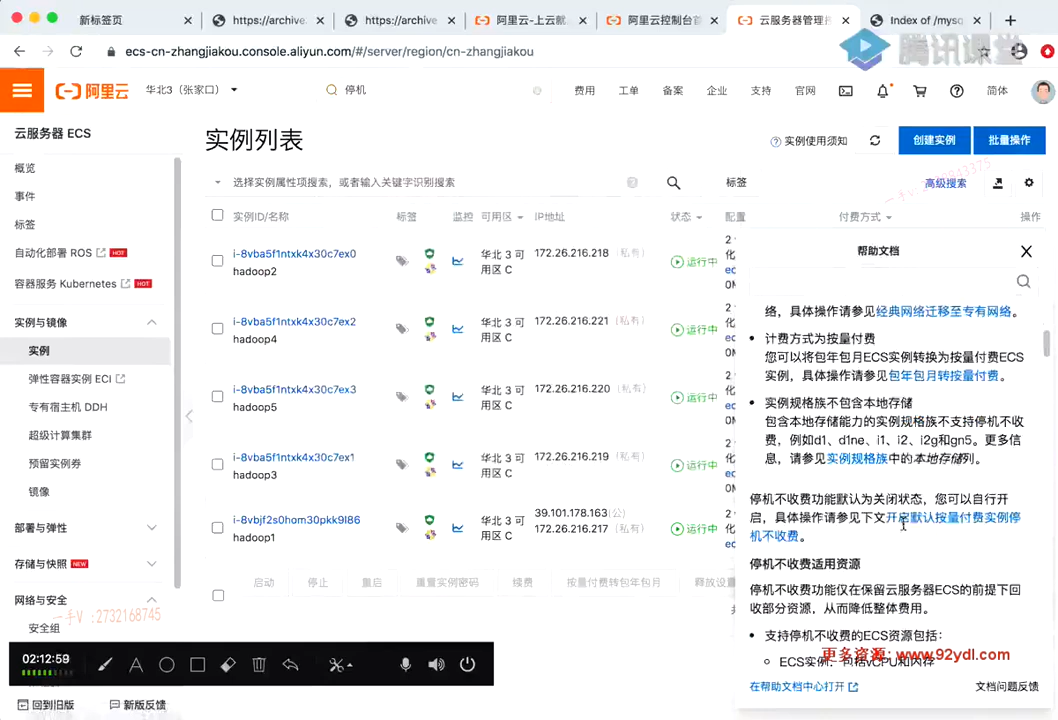 新标签页
https://archive.
https://archive
阿里云-上云就
阿里云控制台首
云服务器管理
Index of /mysq
ecs-cn-zhangjiakou.console.aliyun.com/#/server/region/cn-zhangjiakou
腾讯课堂
阿里云
华北3（张家口）
停机
费用
工单
备案
企业
支持
官网
简体
云服务器 ECS
实例列表
实例使用须知
创建实例
批量操作
概览
事件
标签
自动化部署 ROS
HOT
容器服务 Kubernetes
HOT
实例与镜像
实例
弹性容器实例 ECI
专有宿主机 DDH
超级计算集群
预留实例券
镜像
部署与弹性
存储与快照
NEW
网络与安全
安全组
选择实例属性项搜索，或者输入关键字识别搜索
标签
高级搜索
实例ID/名称
标签
监控
可用区
IP地址
状态
配置
付费方式
操作
i-8vba5f1ntxk4x30c7ex0
hadoop2
华北 3 可
用区 C
172.26.216.218
（私有）
运行中
i-8vba5f1ntxk4x30c7ex2
hadoop4
华北 3 可
用区 C
172.26.216.221
（私有）
运行中
i-8vba5f1ntxk4x30c7ex3
hadoop5
华北 3 可
用区 C
172.26.216.220
（私有）
运行中
i-8vba5f1ntxk4x30c7ex1
hadoop3
华北 3 可
用区 C
172.26.216.219
（私有）
运行中
i-8vbjf2s0hom30pkk9l86
hadoop1
华北 3 可
用区 C
39.101.178.163(公)
172.26.216.217
（私有）
运行中
启动
停止
重启
重置实例密码
续费
按量付费转包年包月
释放设置
帮助文档
络，具体操作请参见经典网络迁移至专有网络。
计费方式为按量付费
您可以将包年包月ECS实例转换为按量付费ECS
实例，具体操作请参见包年包月转按量付费。
实例规格族不包含本地存储
包含本地存储能力的实例规格族不支持停机不收
费，例如d1、d1ne、i1、i2、i2g和gn5。更多信
息，请参见实例规格族中的本地存储列。
停机不收费功能默认为关闭状态，您可以自行开
启，具体操作请参见下文开启默认按量付费实例停
机不收费。
停机不收费适用资源
停机不收费功能仅在保留云服务器ECS的前提下回
收部分资源，从而降低整体费用。
支持停机不收费的ECS资源包括：
ECS实例：包括vCPU和内存
更多资源: www.92ydl.com
在帮助文档中心打开
文档问题反馈
一手V :2732168745
02:12:59
回到旧版
新版反馈